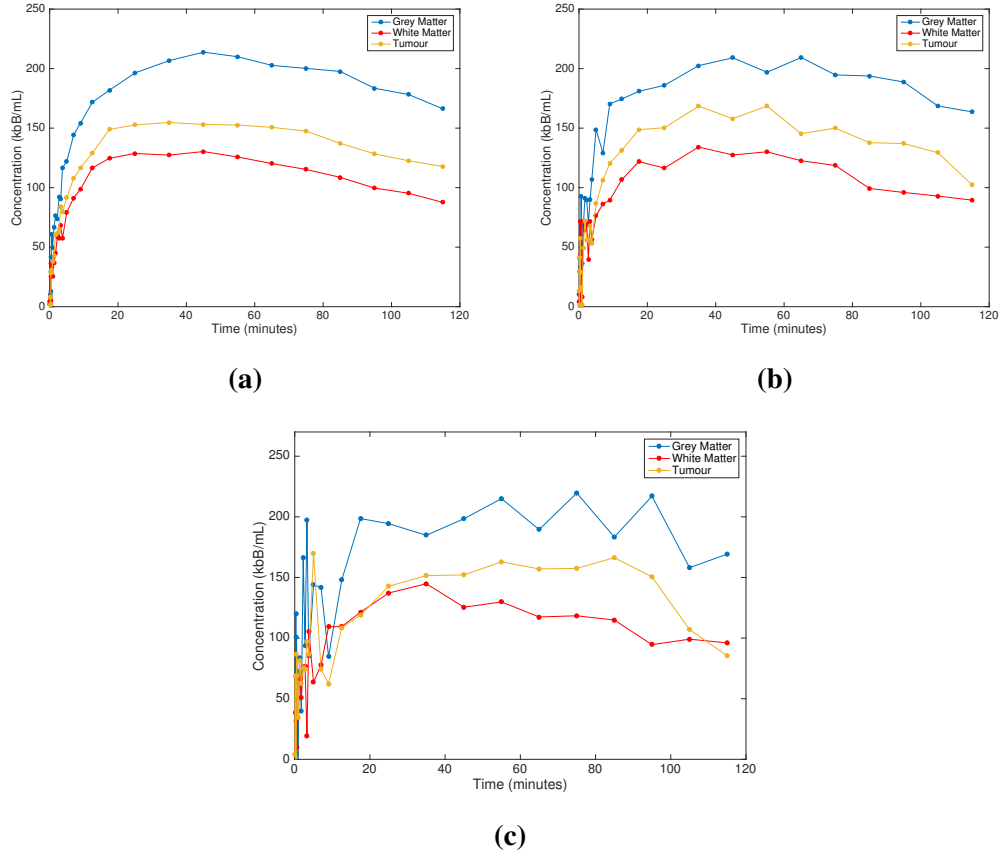 250
200
150
100
50
0
Concentration (kbB/mL)
0 20 40 60 80 100 120
Time (minutes)
Grey Matter
White Matter
Tumour
(a)
250
200
150
100
50
0
Concentration (kbB/mL)
0 20 40 60 80 100 120
Time (minutes)
Grey Matter
White Matter
Tumour
(b)
250
200
150
100
50
0
Concentration (kbB/mL)
0 20 40 60 80 100 120
Time (minutes)
Grey Matter
White Matter
Tumour
(c)